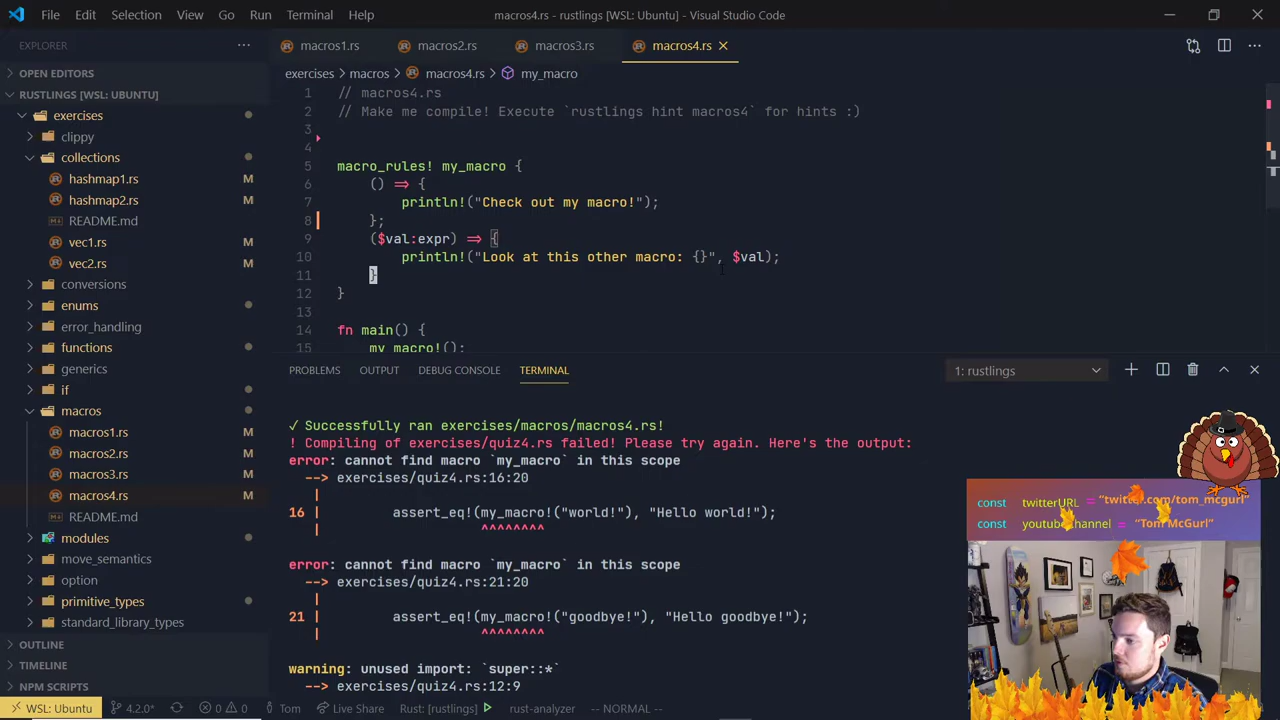 File Edit Selection View Go Run Terminal Help macros4.rs - rustlings [WSL: Ubuntu] - Visual Studio Code
EXPLORER
macros1.rs macros2.rs macros3.rs macros4.rs
OPEN EDITORS
RUSTLINGS [WSL: UBUNTU]
exercises
clippy
collections
hashmap1.rs M
hashmap2.rs M
README.md
vec1.rs M
vec2.rs M
conversions
enums
error_handling
functions
generics
if
macros
macros1.rs M
macros2.rs M
macros3.rs M
macros4.rs M
README.md
modules
move_semantics
option
primitive_types
standard_library_types
OUTLINE
TIMELINE
NPM SCRIPTS
exercises > macros > macros4.rs > my_macro
1 // macros4.rs
2 // Make me compile! Execute `rustlings hint macros4` for hints :)
3
4
5 macro_rules! my_macro {
6 () => {
7 println!("Check out my macro!");
8 };
9 ($val:expr) => {
10 println!("Look at this other macro: {}", $val);
11 }
12 }
13
14 fn main() {
15 my_macro!();
PROBLEMS OUTPUT DEBUG CONSOLE TERMINAL 1: rustlings
✓ Successfully ran exercises/macros/macros4.rs!
! Compiling of exercises/quiz4.rs failed! Please try again. Here's the output:
error: cannot find macro `my_macro` in this scope
--> exercises/quiz4.rs:16:20
|
16 | assert_eq!(my_macro!("world!"), "Hello world!");
| ^^^^^^^^
error: cannot find macro `my_macro` in this scope
--> exercises/quiz4.rs:21:20
|
21 | assert_eq!(my_macro!("goodbye!"), "Hello goodbye!");
| ^^^^^^^^
warning: unused import: `super::*`
--> exercises/quiz4.rs:12:9
const twitterURL = "twitter.com/tom_mcgurl"
const youtubeChannel = "Tom McGurl"
WSL: Ubuntu 4.2.0* 0 0 Tom Live Share Rust: [rustlings] rust-analyzer -- NORMAL --